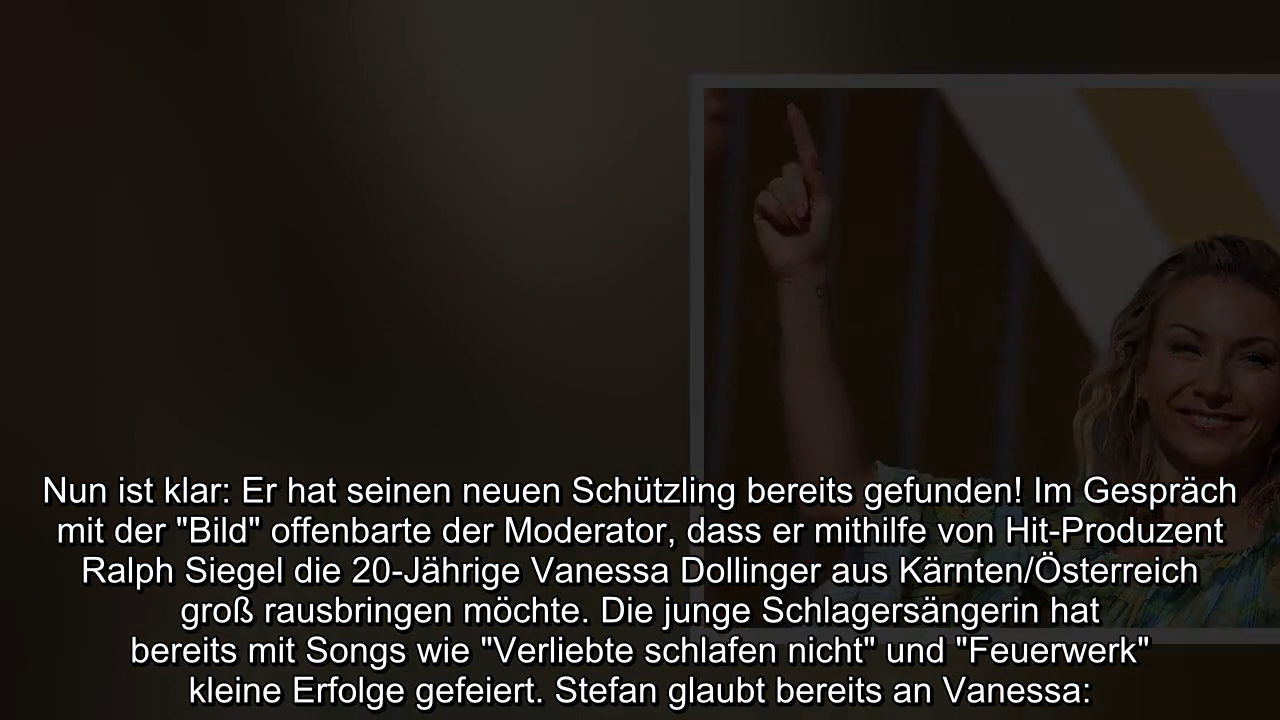 Nun ist klar: Er hat seinen neuen Schützling bereits gefunden! Im Gespräch
mit der "Bild" offenbarte der Moderator, dass er mithilfe von Hit-Produzent
Ralph Siegel die 20-Jährige Vanessa Dollinger aus Kärnten/Österreich
groß rausbringen möchte. Die junge Schlagersängerin hat
bereits mit Songs wie "Verliebte schlafen nicht" und "Feuerwerk"
kleine Erfolge gefeiert. Stefan glaubt bereits an Vanessa: